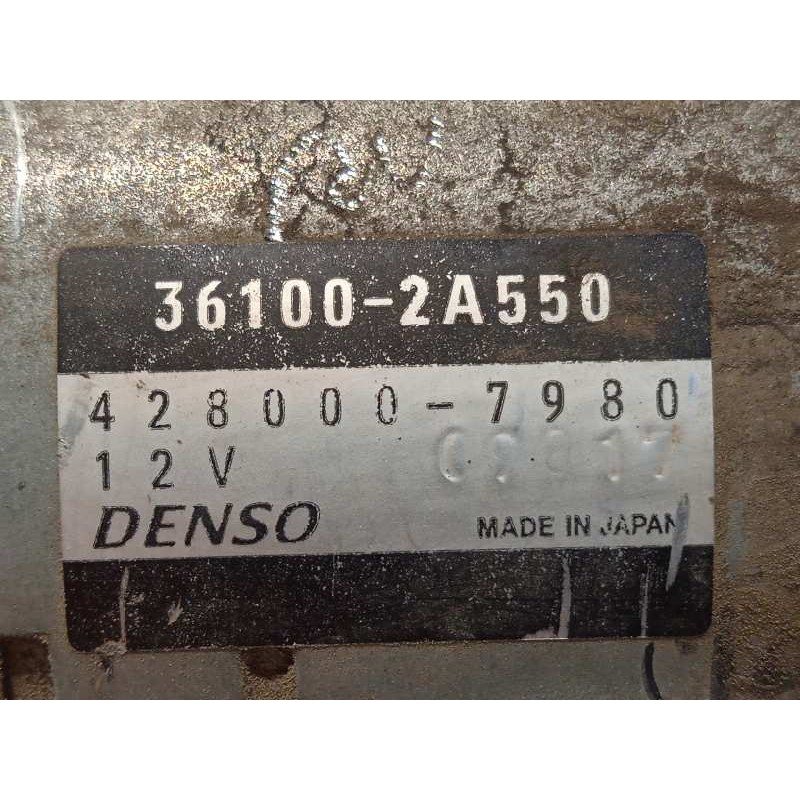 36100-2A550
428000-7980
12V
DENSO MADE IN JAPAN